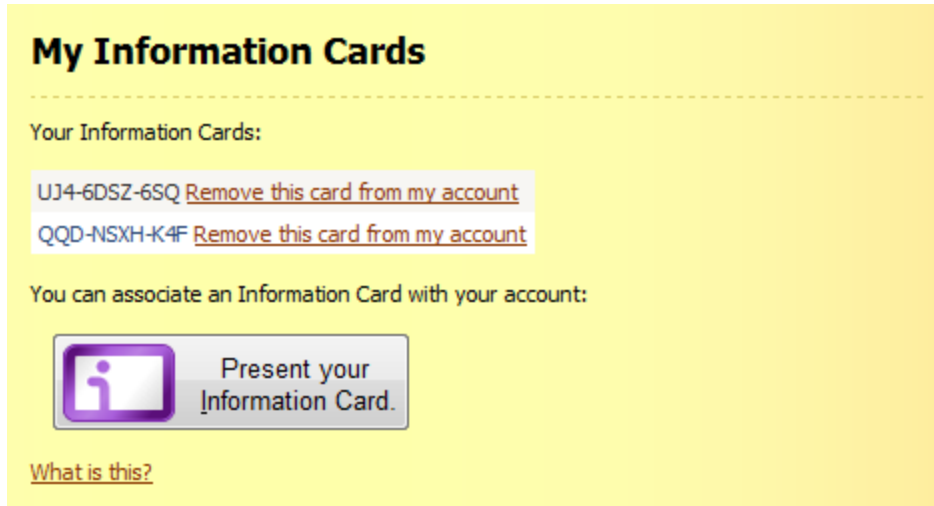 My Information Cards
Your Information Cards:
UJ4-6DSZ-6SQ Remove this card from my account
QQD-NSXH-K4F Remove this card from my account
You can associate an Information Card with your account:
Present your
Information Card.
What is this?